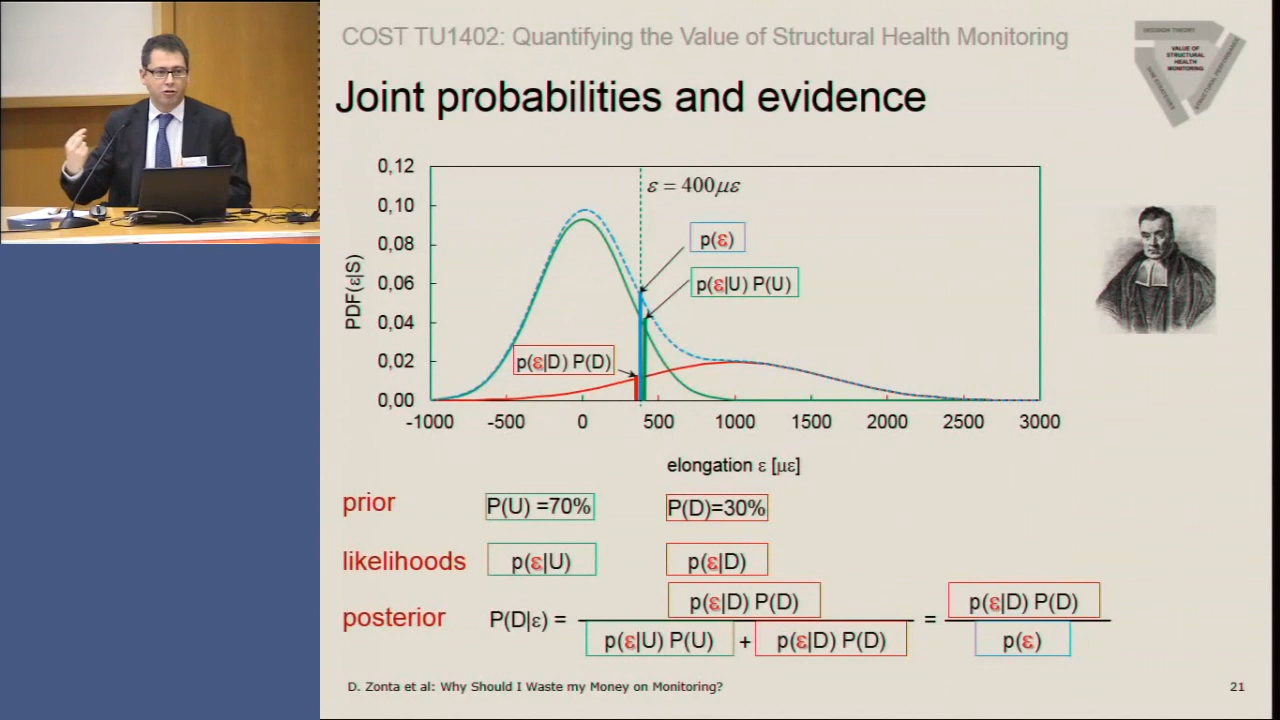 COST TU1402: Quantifying the Value of Structural Health Monitoring
DECISION THEORY
VALUE OF
STRUCTURAL
HEALTH
MONITORING
STRUCTURAL PERFORMANCE
Joint probabilities and evidence
0,12
0,10
0,08
0,06
0,04
0,02
0,00
PDF(ε|S)
ε = 400με
p(ε)
p(ε|U) P(U)
p(ε|D) P(D)
-1000 -500 0 500 1000 1500 2000 2500 3000
elongation ε [με]
prior P(U) =70% P(D)=30%
likelihoods p(ε|U) p(ε|D)
p(ε|D) P(D) p(ε|D) P(D)
posterior P(D|ε) = =
p(ε|U) P(U) + p(ε|D) P(D) p(ε)
D. Zonta et al: Why Should I Waste my Money on Monitoring? 21